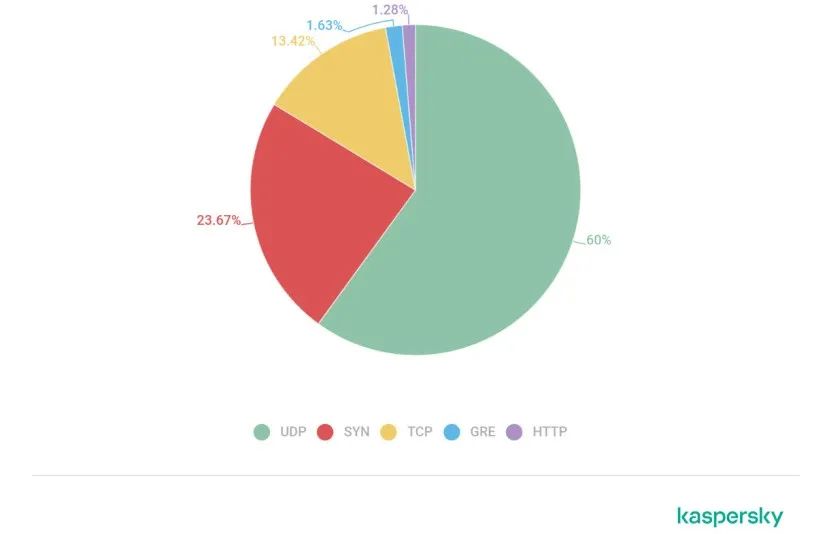 1.28%
1.63%
13.42%
23.67%
60%
UDP SYN TCP GRE HTTP
kaspersky